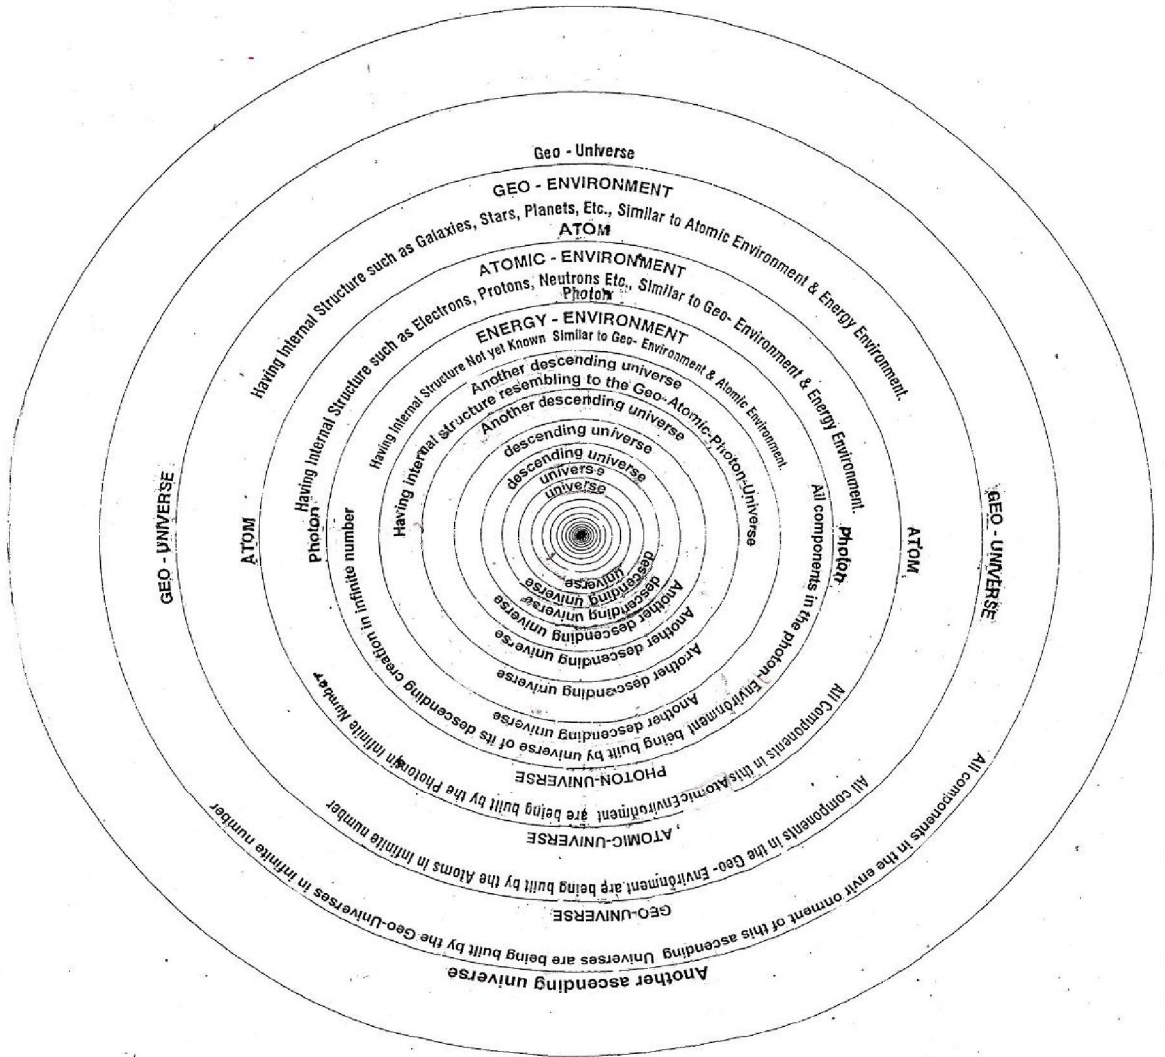 Geo - Universe
GEO - ENVIRONMENT
Having Internal Structure such as Galaxies, Stars, Planets, Etc., Similar to Atomic Environment & Energy Environment.
ATOM
ATOMIC - ENVIRONMENT
Having Internal Structure such as Electrons, Protons, Neutrons Etc., Similar to Geo- Environment & Energy Environment.
Photon
ENERGY - ENVIRONMENT
Having Internal Structure Not yet Known Similar to Geo- Environment & Atomic Environment
Another descending universe
Having internal structure resembling to the Geo-Atomic-Photon-Universe
Another descending universe
descending universe
descending universe
universe
universe
GEO - UNIVERSE
ATOM
Photon
Photon
ATOM
GEO - UNIVERSE
universe
descending universe
descending universe
Another descending universe
Another descending universe
Another descending universe
Another descending universe
All components in the photon- Environment being built by universe of its descending creation in infinite number
PHOTON-UNIVERSE
All Components in this Atomic Environment are being built by the Photons in Infinite Number
ATOMIC-UNIVERSE
All components in the Geo - Environment are being built by the Atoms in Infinite number
GEO-UNIVERSE
All components in the envir onment of this ascending Universes are being built by the Geo-Universes in infinite number
Another ascending universe